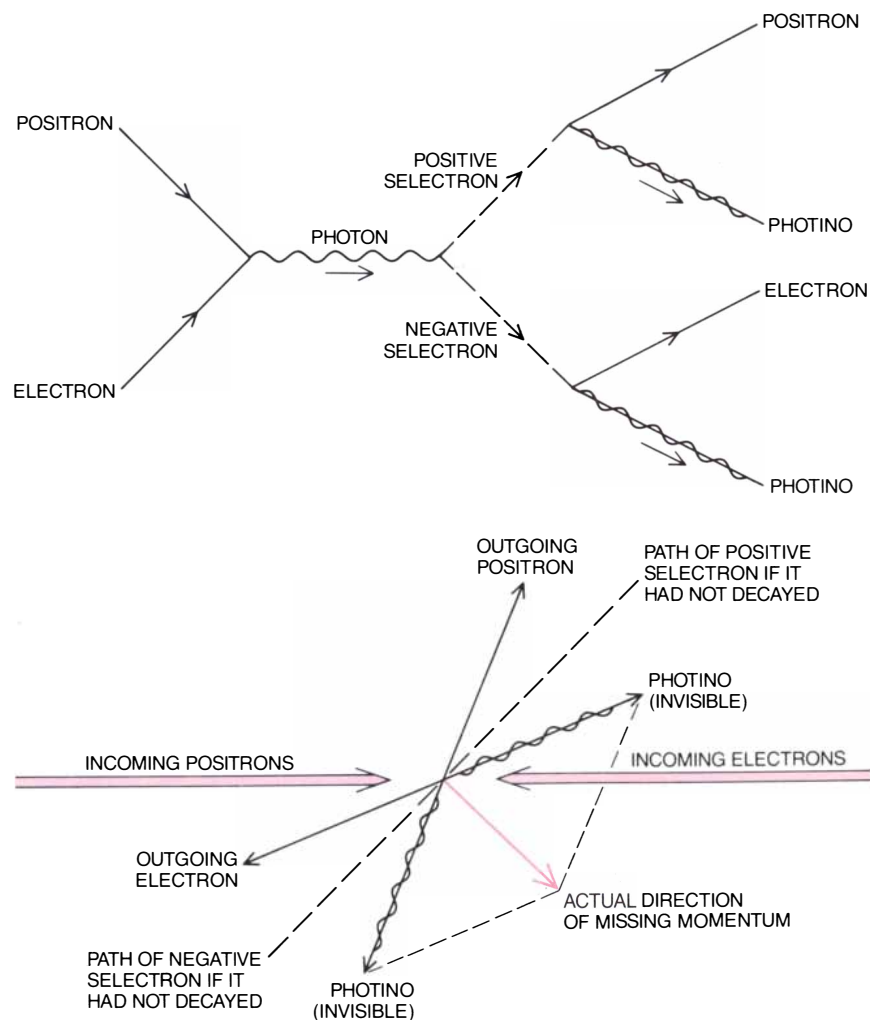 POSITRON
POSITRON
POSITIVE
SELECTRON
PHOTON
PHOTINO
ELECTRON
NEGATIVE
SELECTRON
ELECTRON
PHOTINO
OUTGOING
POSITRON
PATH OF POSITIVE
SELECTRON IF IT
HAD NOT DECAYED
PHOTINO
(INVISIBLE)
INCOMING POSITRONS
INCOMING ELECTRONS
OUTGOING
ELECTRON
ACTUAL DIRECTION
OF MISSING MOMENTUM
PATH OF NEGATIVE
SELECTRON IF IT
HAD NOT DECAYED
PHOTINO
(INVISIBLE)